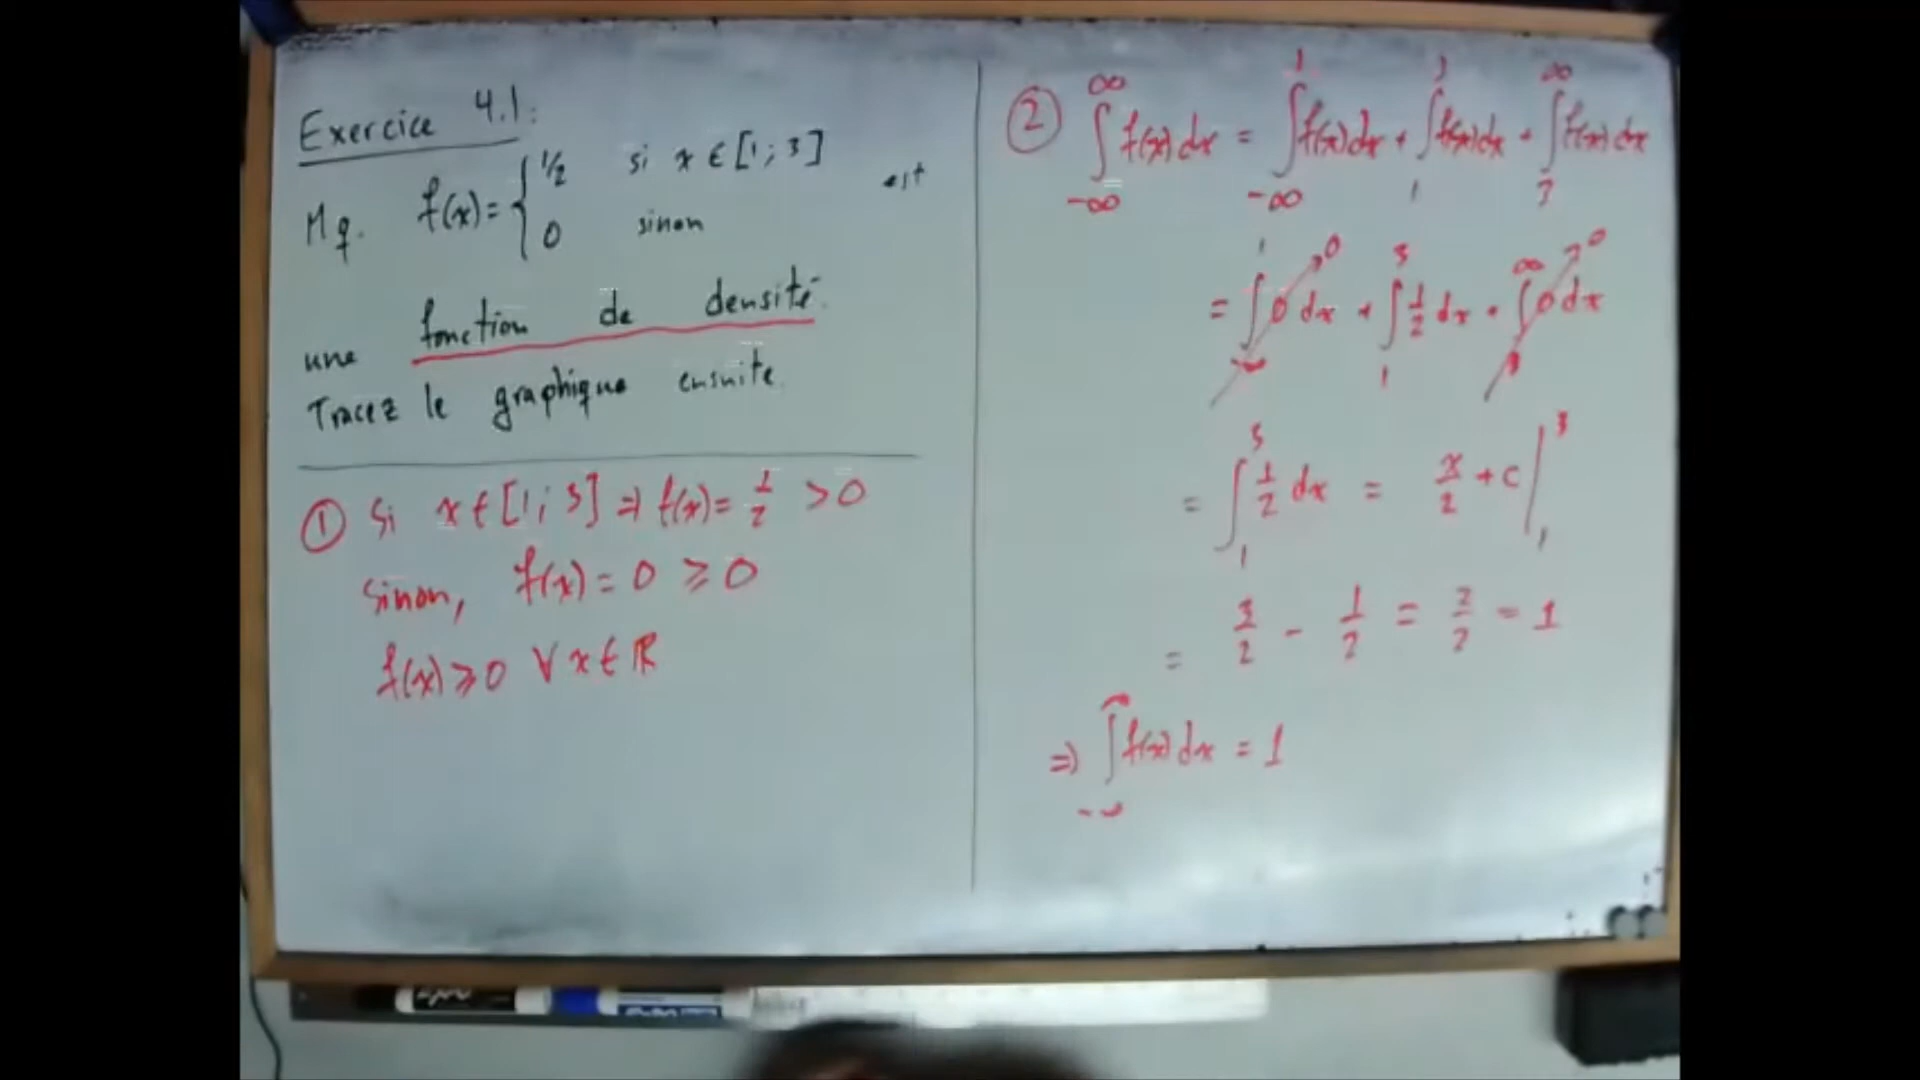 Exercice 4.1:
Mq. f(x) = { 1/2 si x ∈ [1 ; 3]
0 sinon est
une fonction de densité.
Tracez le graphique ensuite.
① Si x ∈ [1 ; 3] ⇒ f(x) = 1/2 > 0
Sinon, f(x) = 0 ⩾ 0
f(x) ⩾ 0 ∀ x ∈ ℝ
② ∫_{-∞}^{∞} f(x) dx = ∫_{-∞}^{1} f(x) dx + ∫_{1}^{3} f(x) dx + ∫_{3}^{∞} f(x) dx
= ∫_{-∞}^{1} 0 dx → 0 + ∫_{1}^{3} 1/2 dx + ∫_{3}^{∞} 0 dx → 0
= ∫_{1}^{3} 1/2 dx = x/2 + C |_{1}^{3}
= 3/2 - 1/2 = 2/2 = 1
⇒ ∫_{-∞}^{∞} f(x) dx = 1